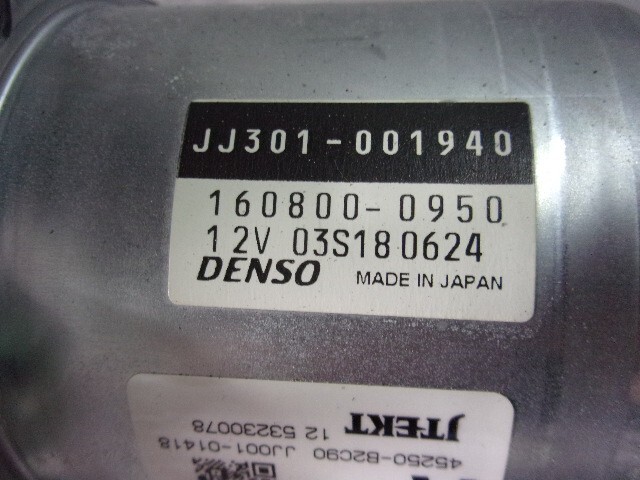 JJ301-001940
160800-0950
12V 03S180624
DENSO MADE IN JAPAN
JTEKT
12 53230078
45250-B2C90 JJ001-01418